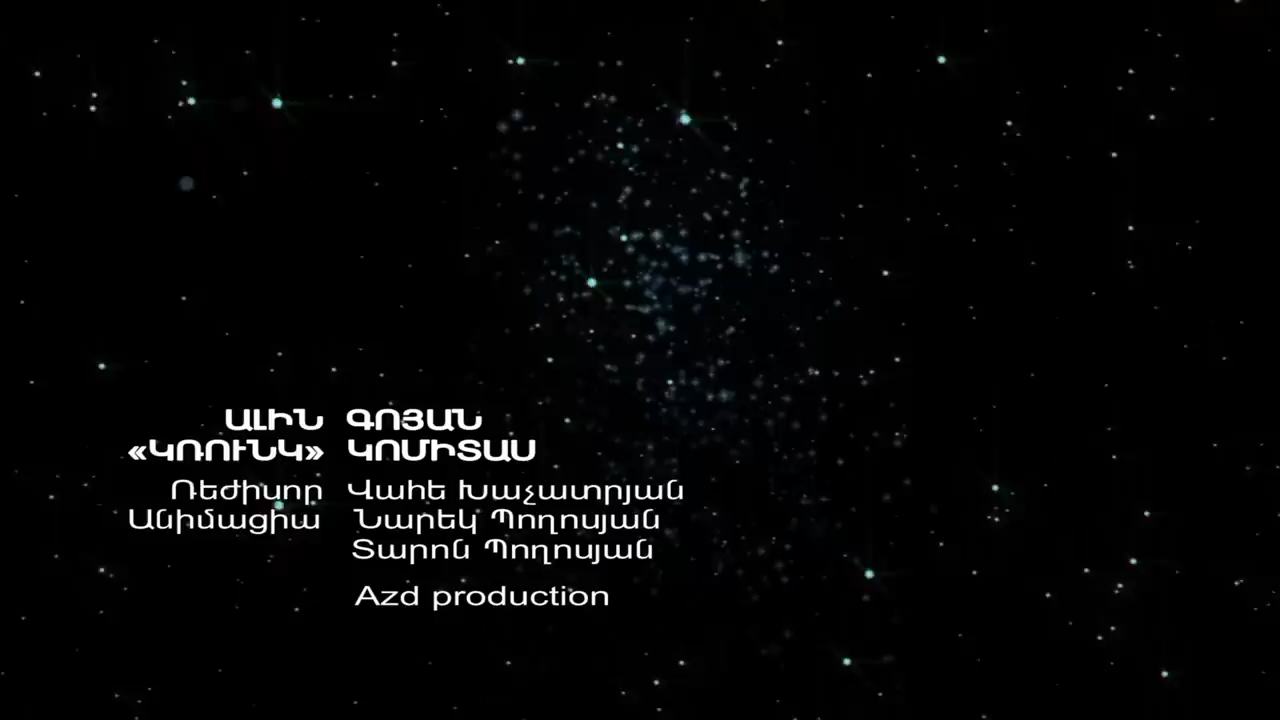 ԱԼԻՆ ԳՈՅԱՆ
«ԿՌՈՒՆԿ» ԿՈՄԻՏԱՍ
Ռեժիսոր Վահե Խաչատրյան
Անիմացիա Նարեկ Պողոսյան
Տարոն Պողոսյան
Azd production